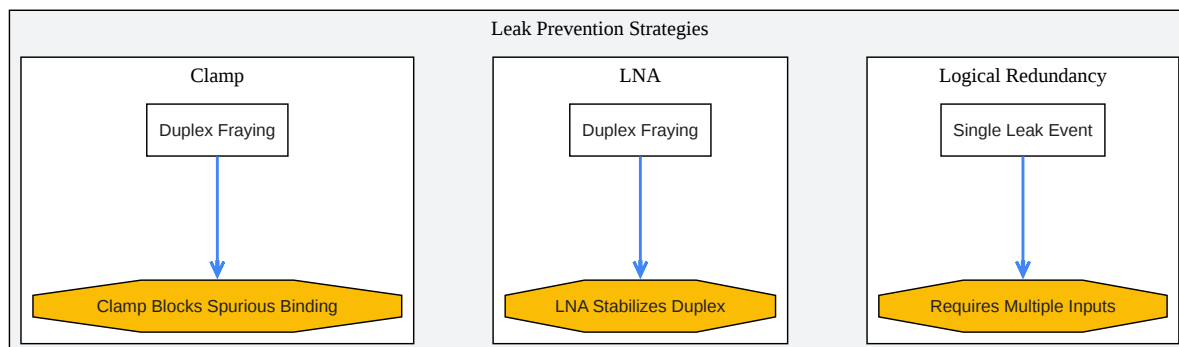 Leak Prevention Strategies
Clamp
LNA
Logical Redundancy
Duplex Fraying
Duplex Fraying
Single Leak Event
Clamp Blocks Spurious Binding
LNA Stabilizes Duplex
Requires Multiple Inputs